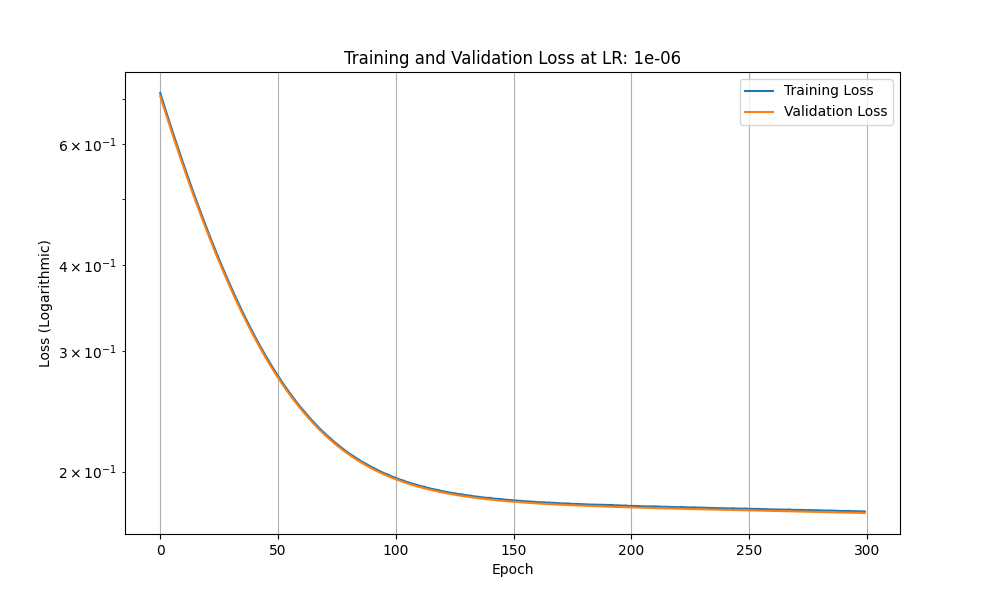 Training and Validation Loss at LR: 1e-06
Training Loss
Validation Loss
6 × 10⁻¹
4 × 10⁻¹
3 × 10⁻¹
2 × 10⁻¹
Loss (Logarithmic)
0 50 100 150 200 250 300
Epoch